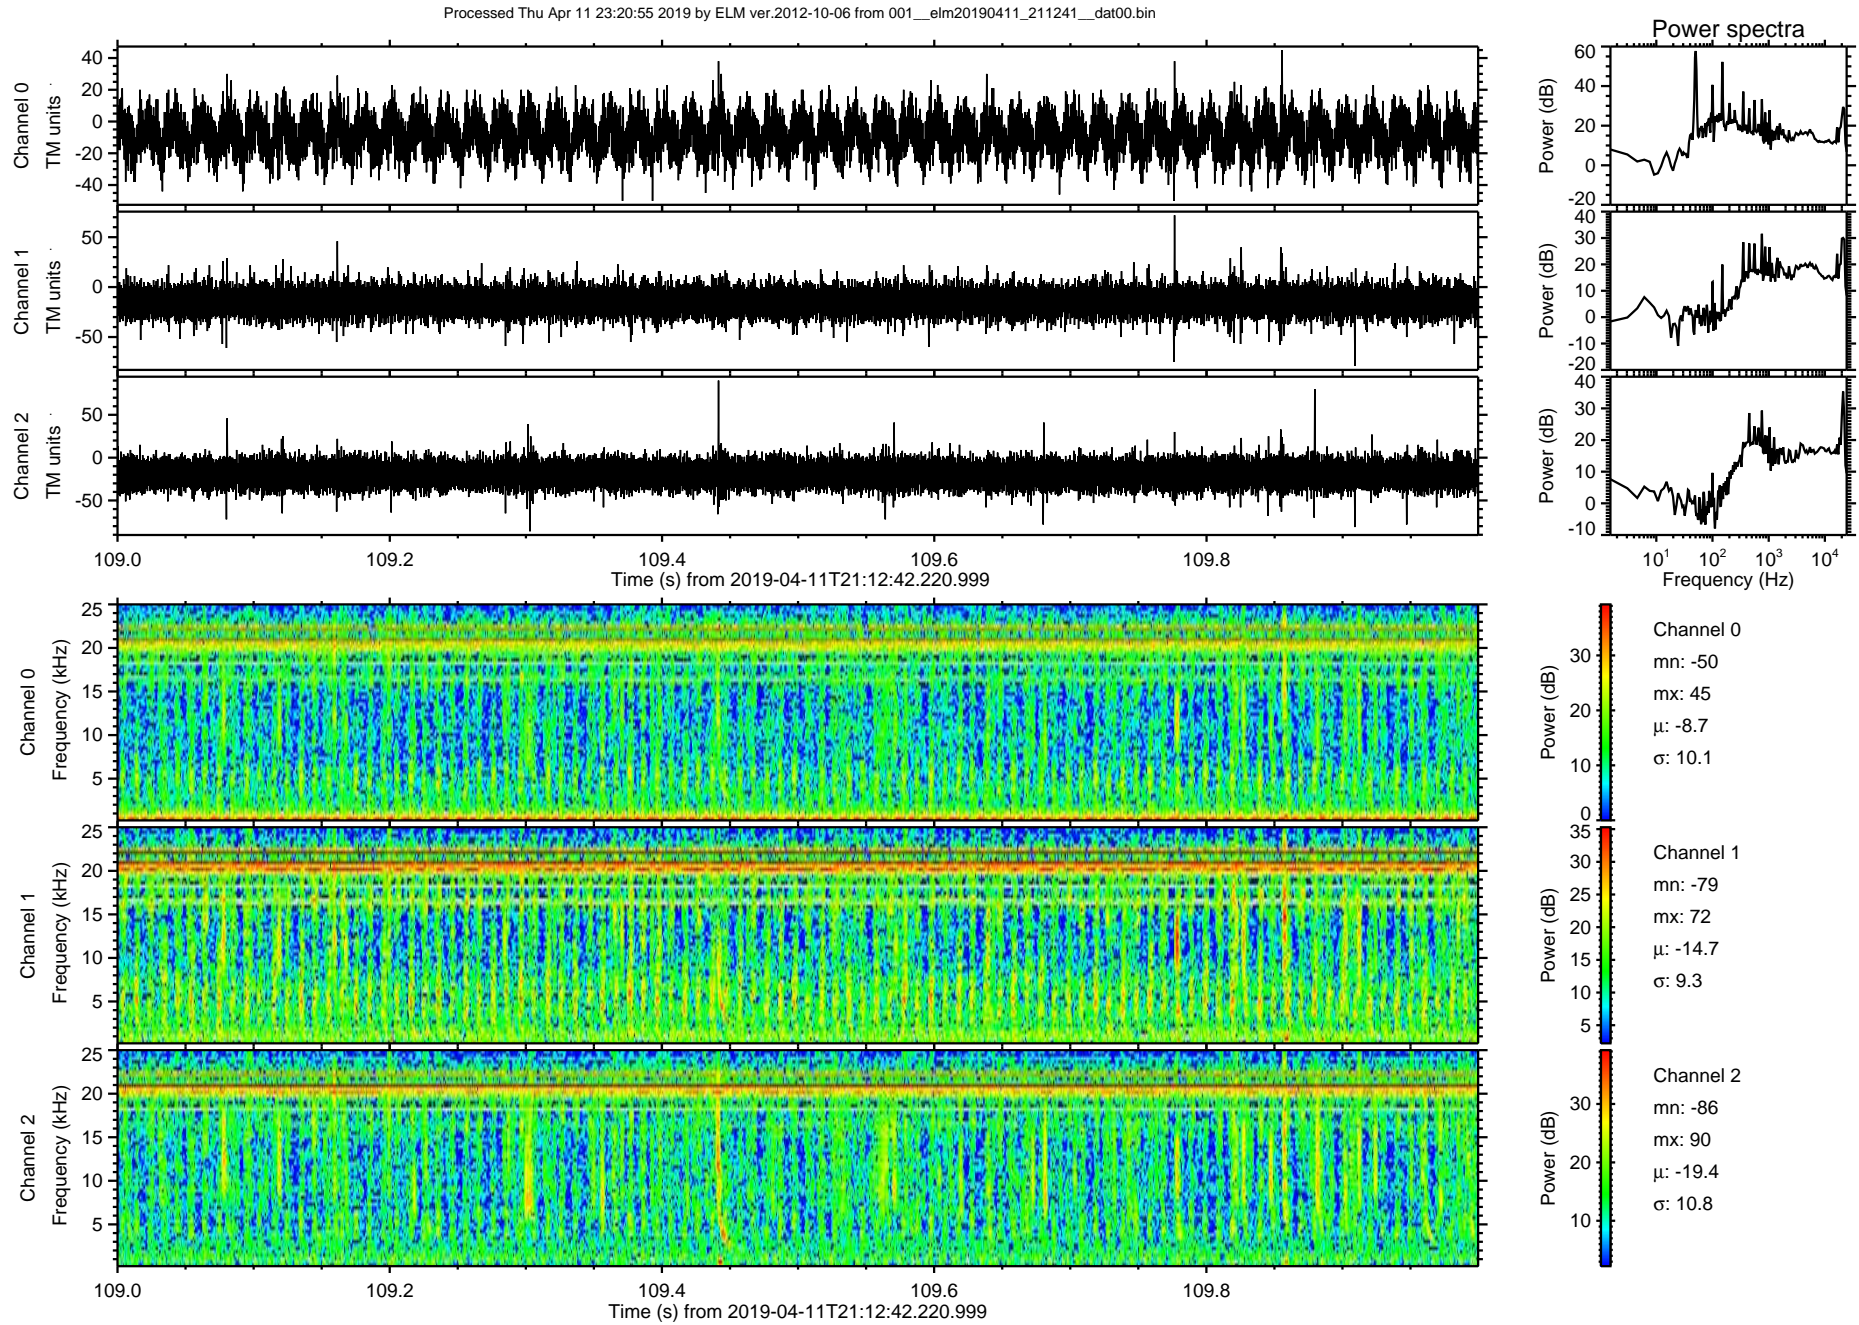 Processed Thu Apr 11 23:20:55 2019 by ELM ver.2012-10-06 from 001__elm20190411_211241__dat00.bin
Power spectra
Channel 0
TM units
40
20
0
-20
-40
Power (dB)
60
40
20
0
-20
Channel 1
TM units
50
0
-50
Power (dB)
40
30
20
10
0
-10
-20
Channel 2
TM units
50
0
-50
Power (dB)
40
30
20
10
0
-10
109.0 109.2 109.4 109.6 109.8
Time (s) from 2019-04-11T21:12:42.220.999
10^1 10^2 10^3 10^4
Frequency (Hz)
Channel 0
Frequency (kHz)
25
20
15
10
5
Power (dB)
30
20
10
0
Channel 0
mn: -50
mx: 45
μ: -8.7
σ: 10.1
Channel 1
Frequency (kHz)
25
20
15
10
5
Power (dB)
35
30
25
20
15
10
5
Channel 1
mn: -79
mx: 72
μ: -14.7
σ: 9.3
Channel 2
Frequency (kHz)
25
20
15
10
5
Power (dB)
30
20
10
Channel 2
mn: -86
mx: 90
μ: -19.4
σ: 10.8
109.0 109.2 109.4 109.6 109.8
Time (s) from 2019-04-11T21:12:42.220.999